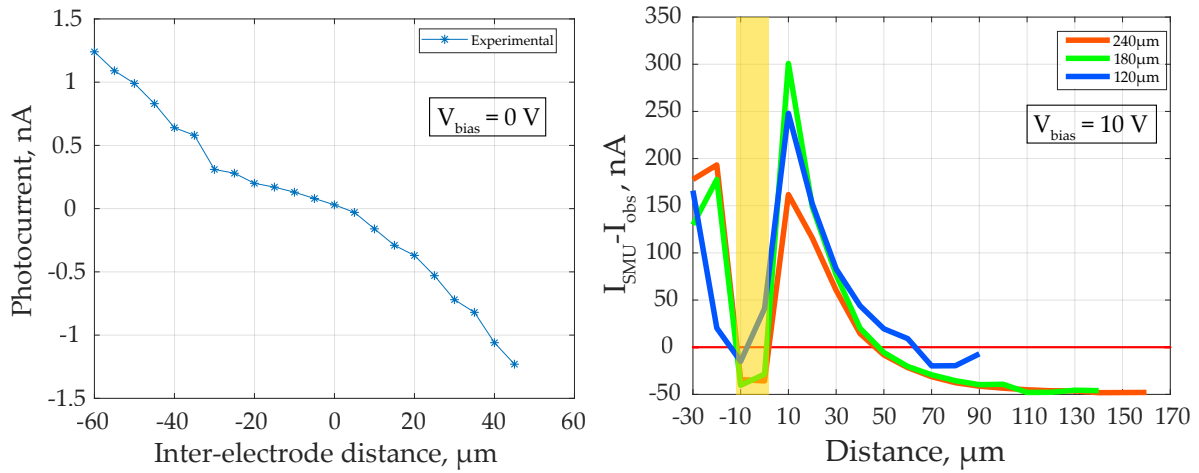 1.5
1
0.5
0
-0.5
-1
-1.5
Photocurrent, nA
Experimental
V_bias = 0 V
-60 -40 -20 0 20 40 60
Inter-electrode distance, μm
350
300
250
200
150
100
50
0
-50
I_SMU-I_obs, nA
240μm
180μm
120μm
V_bias = 10 V
-30 -10 10 30 50 70 90 110 130 150 170
Distance, μm